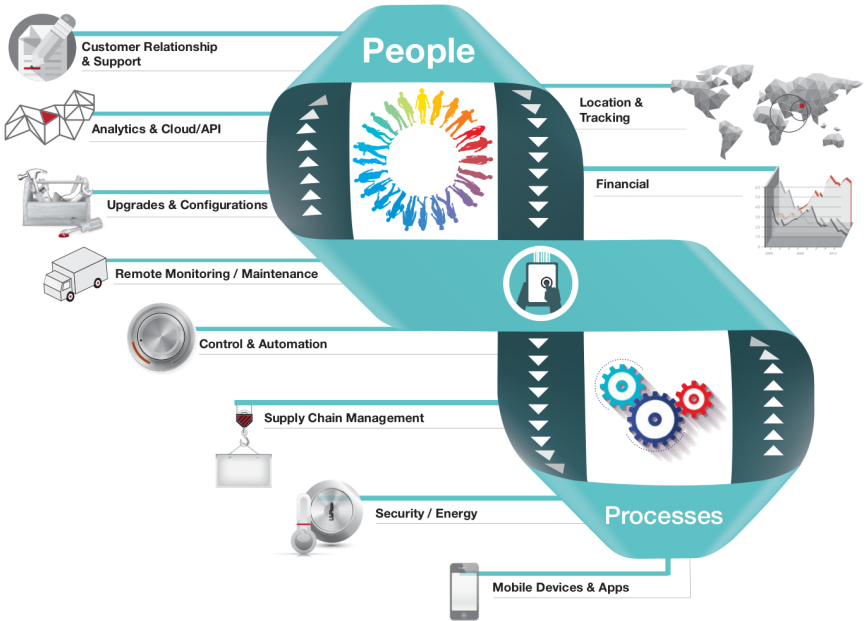 People
Customer Relationship
& Support
Location &
Tracking
Analytics & Cloud/API
Financial
Upgrades & Configurations
Remote Monitoring / Maintenance
Control & Automation
Supply Chain Management
Security / Energy
Processes
Mobile Devices & Apps